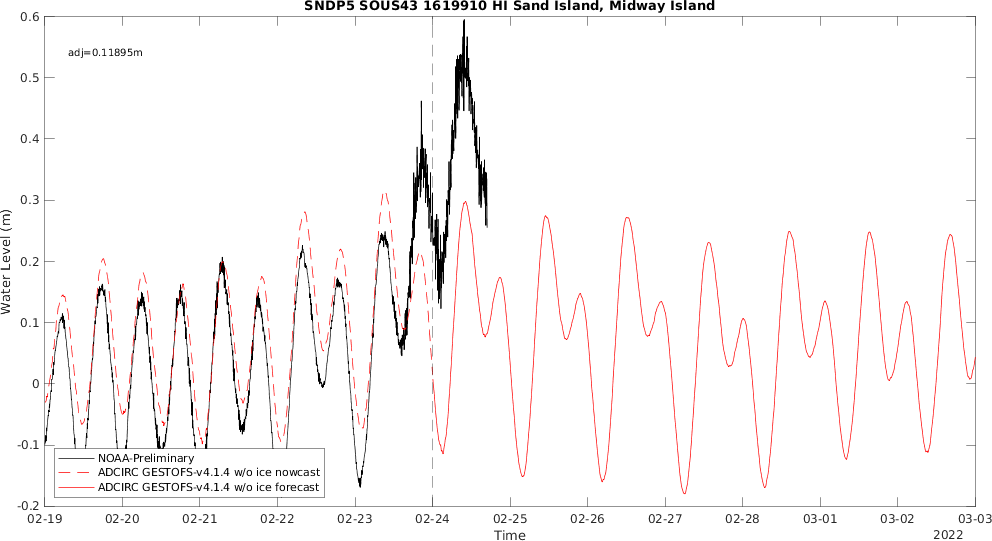 SNDP5 SOUS43 1619910 HI Sand Island, Midway Island
adj=0.11895m
Water Level (m)
0.6
0.5
0.4
0.3
0.2
0.1
0
-0.1
-0.2
NOAA-Preliminary
ADCIRC GESTOFS-v4.1.4 w/o ice nowcast
ADCIRC GESTOFS-v4.1.4 w/o ice forecast
02-19 02-20 02-21 02-22 02-23 02-24 02-25 02-26 02-27 02-28 03-01 03-02 03-03
Time
2022